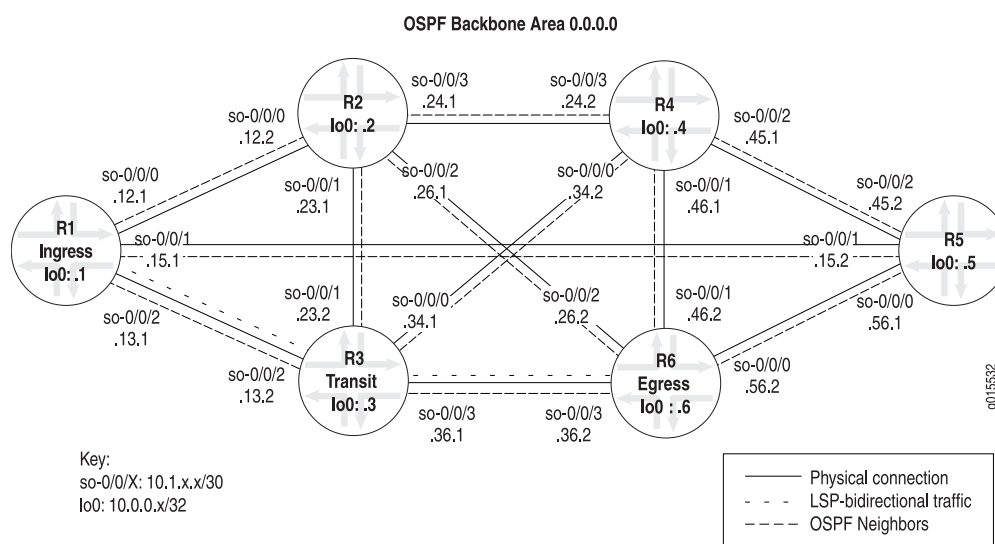 OSPF Backbone Area 0.0.0.0
so-0/0/3
.24.1
so-0/0/3
.24.2
R2
lo0: .2
R4
lo0: .4
so-0/0/0
.12.2
so-0/0/2
.45.1
so-0/0/0
.12.1
so-0/0/1
.23.1
so-0/0/2
.26.1
so-0/0/0
.34.2
so-0/0/1
.46.1
so-0/0/2
.45.2
R1
Ingress
lo0: .1
so-0/0/1
.15.1
so-0/0/1
.15.2
R5
lo0: .5
so-0/0/2
.13.1
so-0/0/1
.23.2
so-0/0/0
.34.1
so-0/0/2
.26.2
so-0/0/1
.46.2
so-0/0/0
.56.1
so-0/0/2
.13.2
R3
Transit
lo0: .3
R6
Egress
lo0 : .6
so-0/0/0
.56.2
so-0/0/3
.36.1
so-0/0/3
.36.2
g015532
Key:
so-0/0/X: 10.1.x.x/30
lo0: 10.0.0.x/32
Physical connection
LSP-bidirectional traffic
OSPF Neighbors